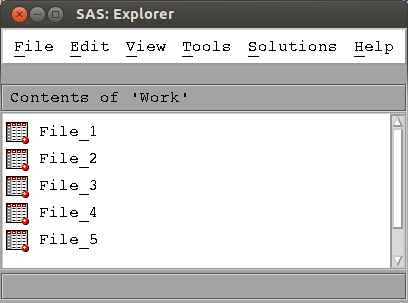 SAS: Explorer
File Edit View Tools Solutions Help
Contents of 'Work'
File_1
File_2
File_3
File_4
File_5